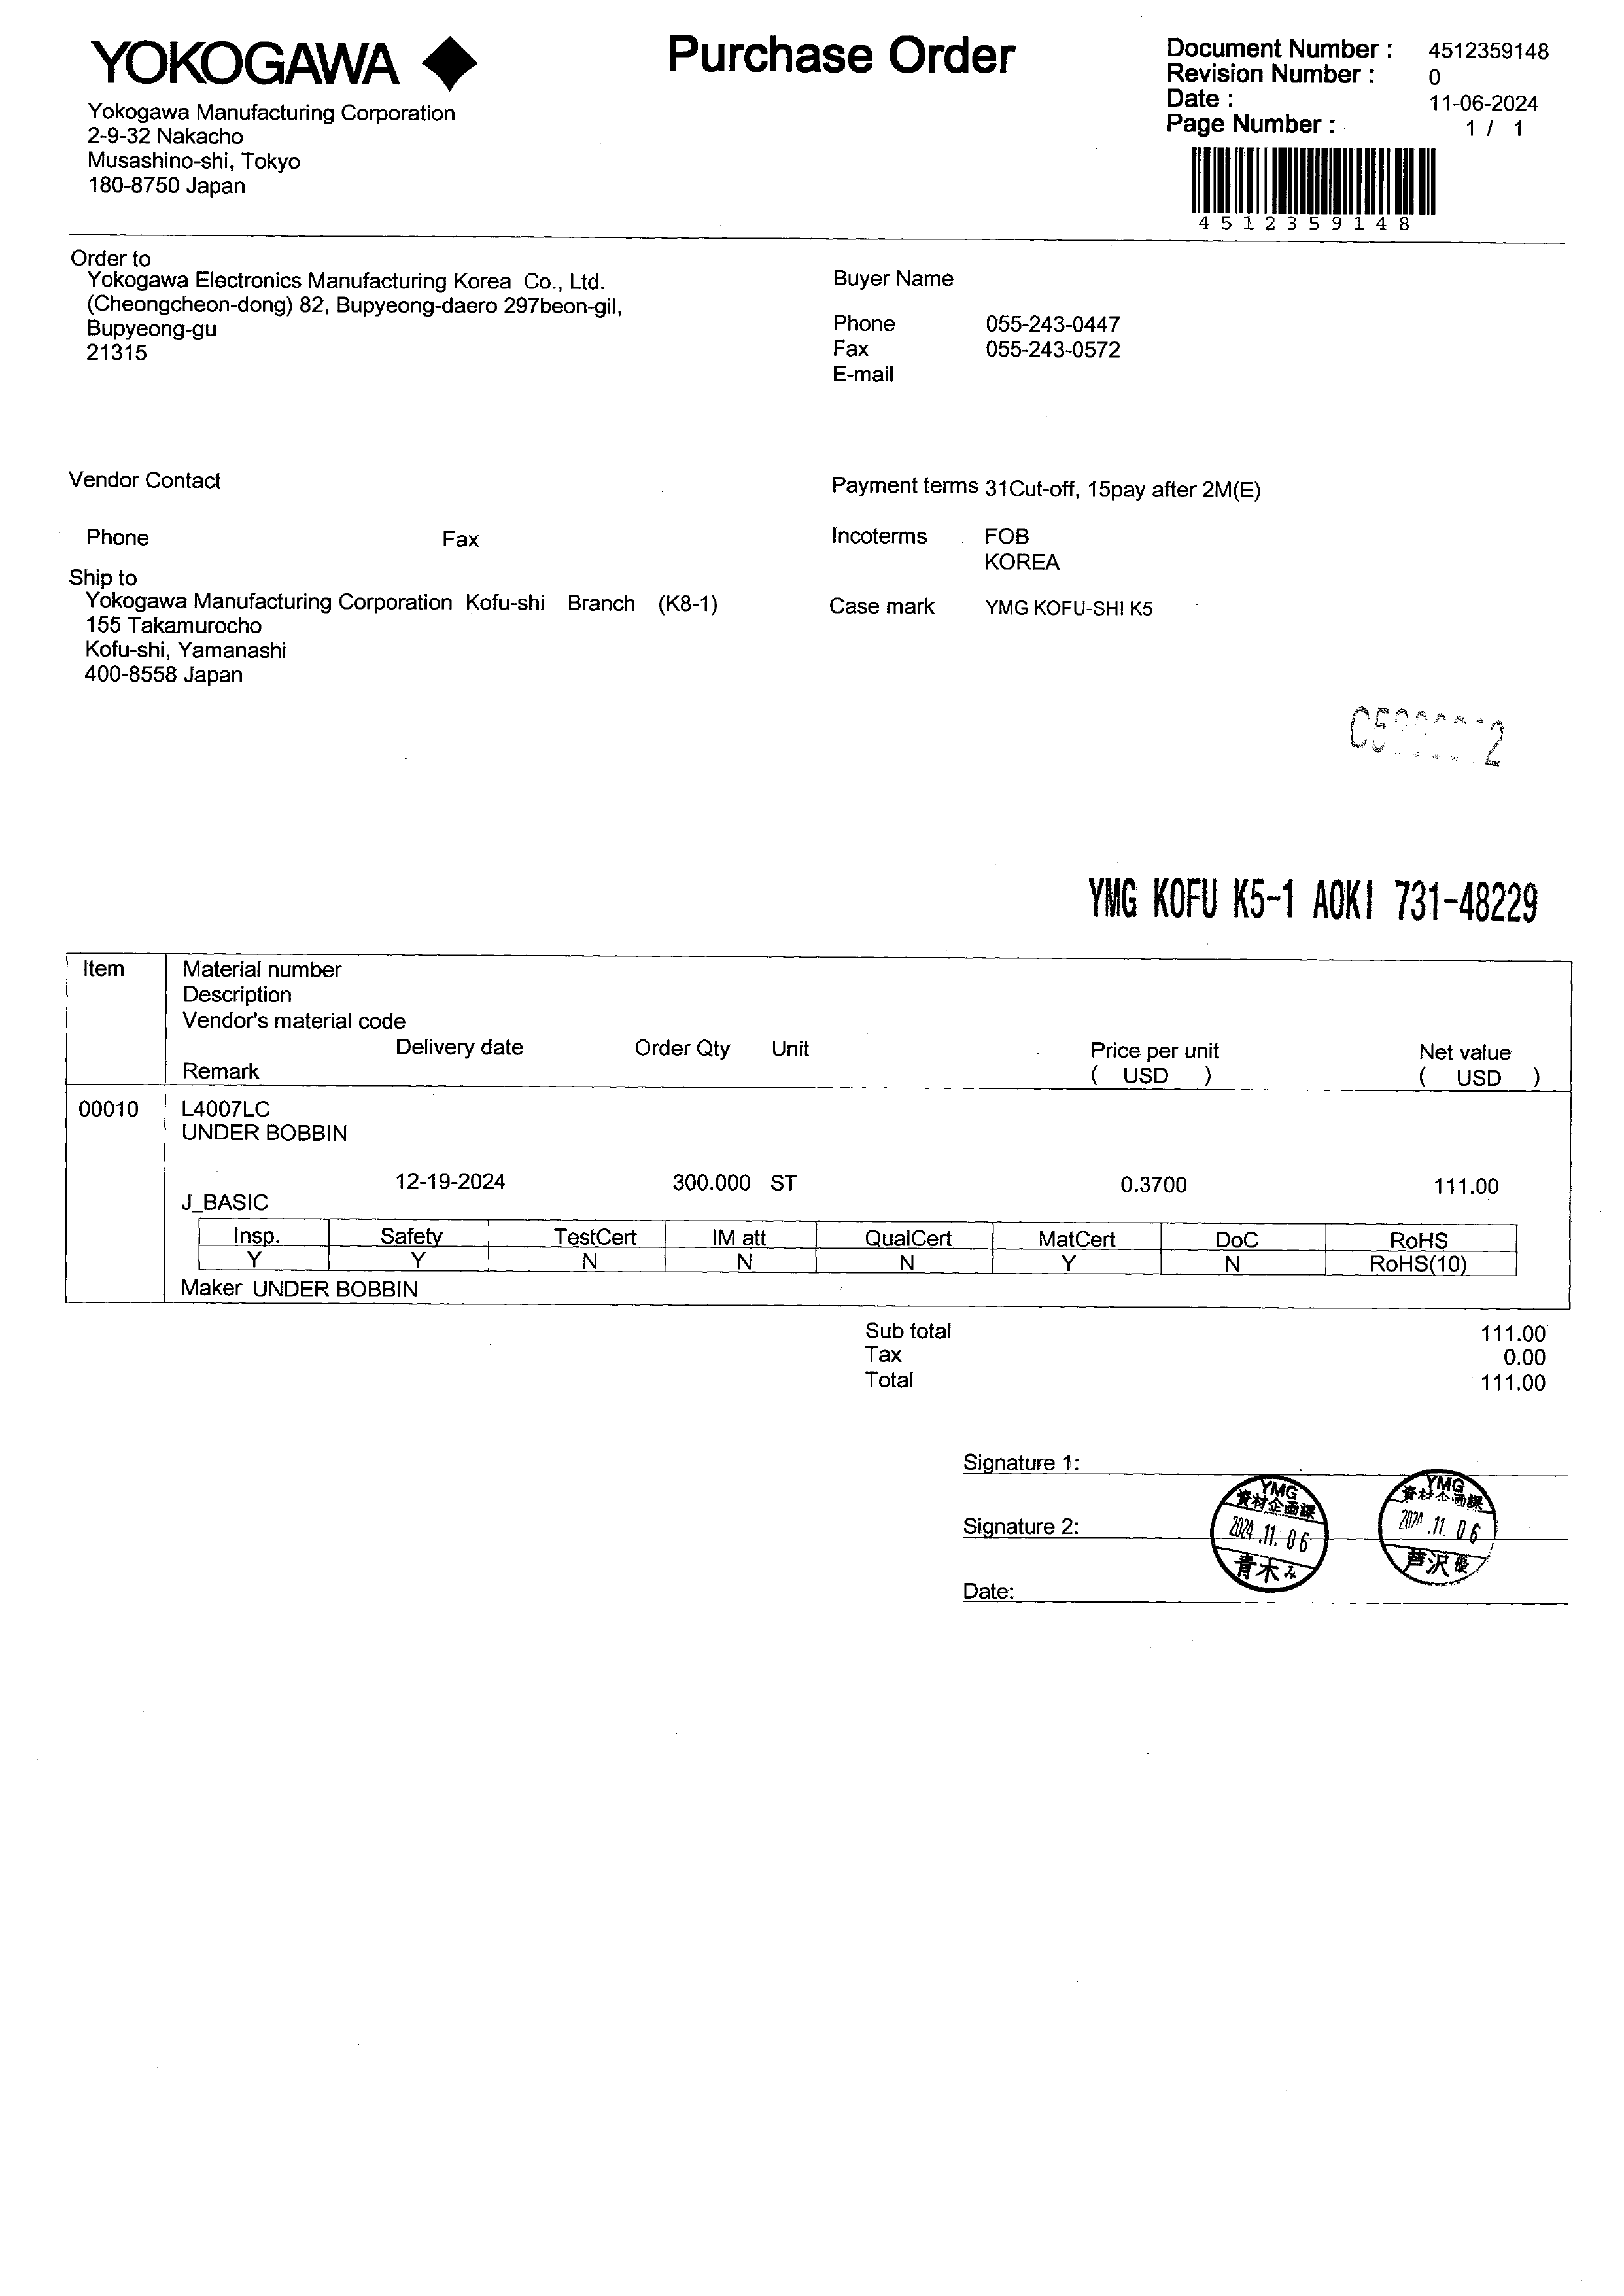 YOKOGAWA
Purchase Order
Document Number : 4512359148
Revision Number : 0
Date : 11-06-2024
Page Number : 1 / 1
Yokogawa Manufacturing Corporation
2-9-32 Nakacho
Musashino-shi, Tokyo
180-8750 Japan
4512359148
Order to
Yokogawa Electronics Manufacturing Korea Co., Ltd.
(Cheongcheon-dong) 82, Bupyeong-daero 297beon-gil,
Bupyeong-gu
21315
Buyer Name
Phone 055-243-0447
Fax 055-243-0572
E-mail
Vendor Contact
Phone Fax
Payment terms 31Cut-off, 15pay after 2M(E)
Incoterms FOB
KOREA
Ship to
Yokogawa Manufacturing Corporation Kofu-shi Branch (K8-1)
155 Takamurocho
Kofu-shi, Yamanashi
400-8558 Japan
Case mark YMG KOFU-SHI K5
YMG KOFU K5-1 AOKI 731-48229
Item Material number
Description
Vendor's material code
Delivery date Order Qty Unit Price per unit Net value
Remark ( USD ) ( USD )
00010 L4007LC
UNDER BOBBIN
12-19-2024 300.000 ST 0.3700 111.00
J_BASIC
Insp. Safety TestCert IM att QualCert MatCert DoC RoHS
Y Y N N N Y N RoHS(10)
Maker UNDER BOBBIN
Sub total 111.00
Tax 0.00
Total 111.00
Signature 1:
Signature 2:
Date:
YMG
資材企画課
2024.11.06
青木み
YMG
資材企画課
2024.11.06
芦沢優